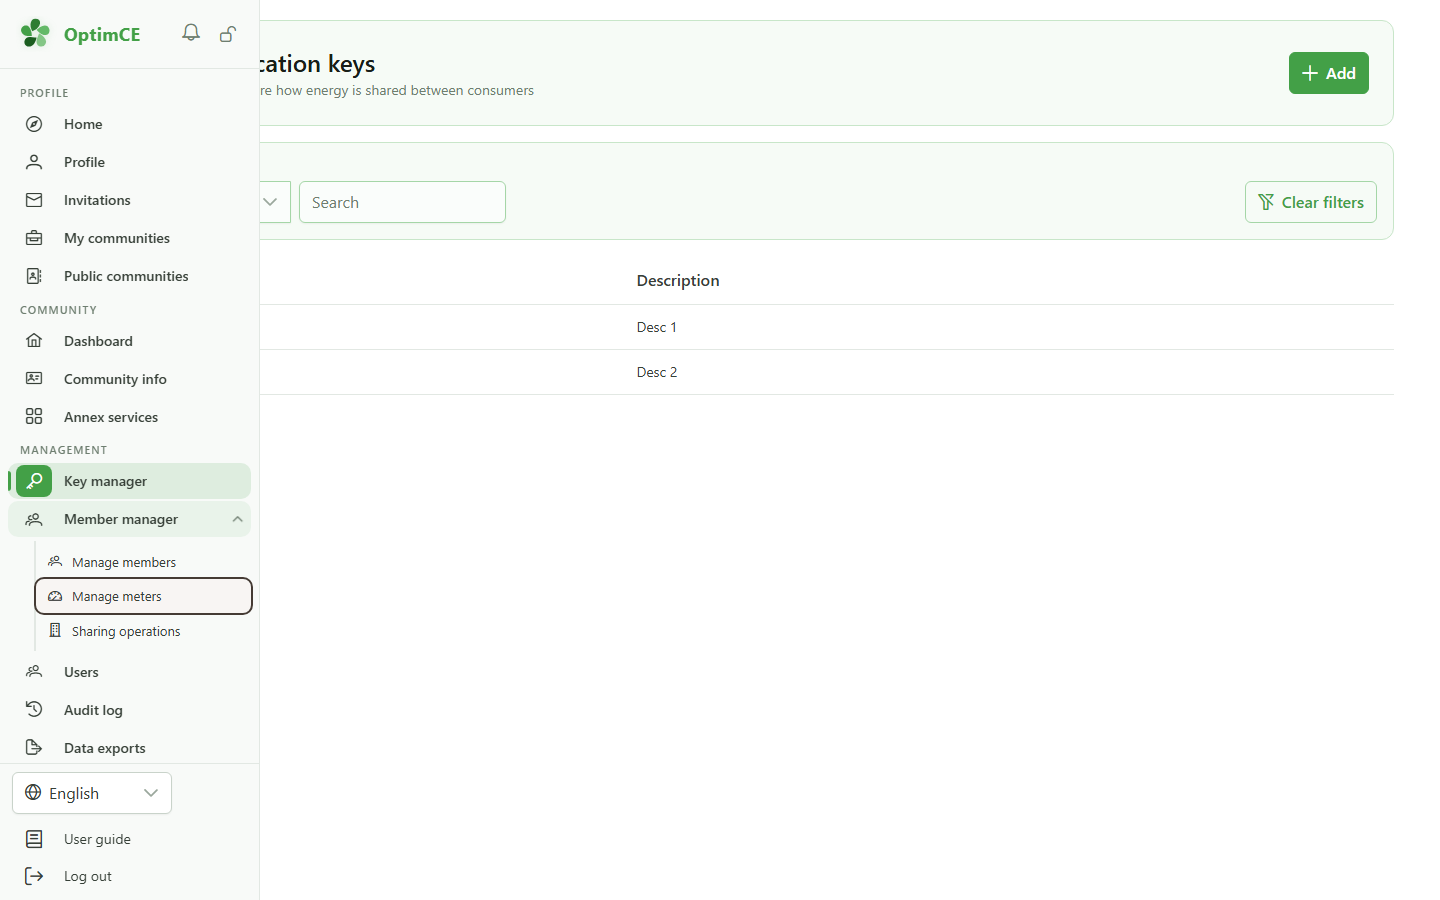 OptimCE
PROFILE
Home
Profile
Invitations
My communities
Public communities
COMMUNITY
Dashboard
Community info
Annex services
MANAGEMENT
Key manager
Member manager
Manage members
Manage meters
Sharing operations
Users
Audit log
Data exports
English
User guide
Log out
cation keys
re how energy is shared between consumers
Add
Search
Clear filters
Description
Desc 1
Desc 2